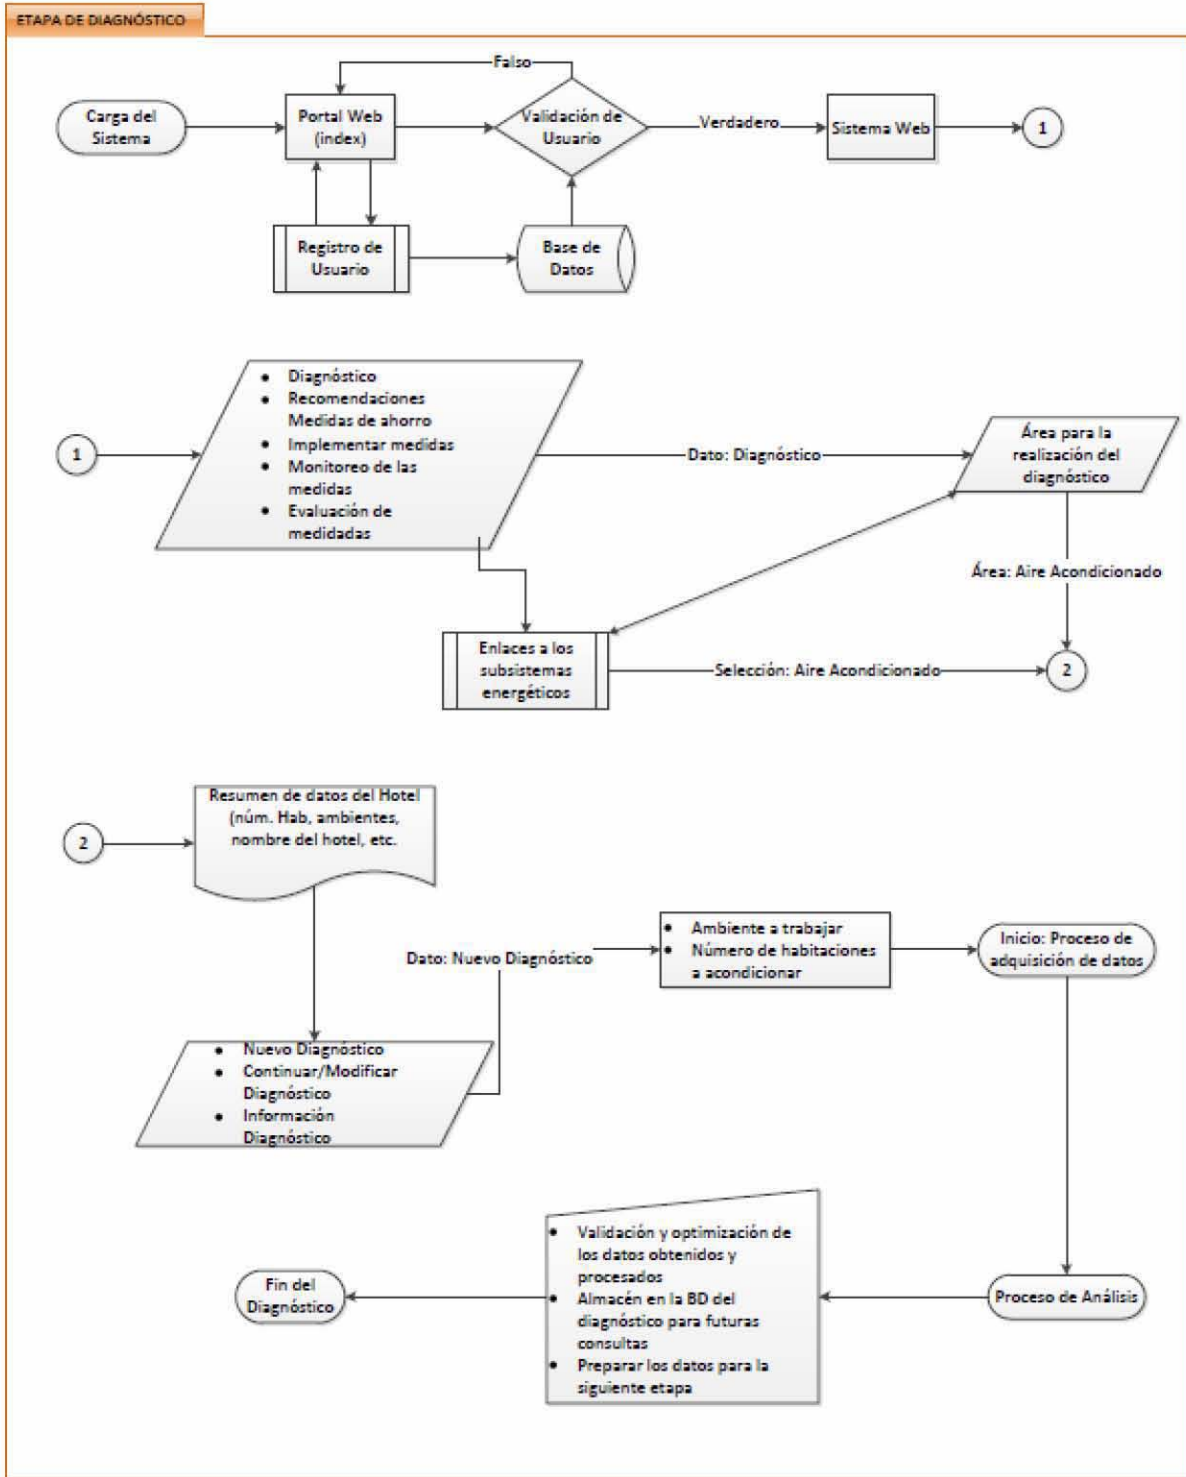 ETAPA DE DIAGNÓSTICO
Falso
Carga del
Sistema
Portal Web
(index)
Validación de
Usuario
Verdadero
Sistema Web
1
Registro de
Usuario
Base de
Datos
1
• Diagnóstico
• Recomendaciones
Medidas de ahorro
• Implementar medidas
• Monitoreo de las
medidas
• Evaluación de
medidadas
Dato: Diagnóstico
Área para la
realización del
diagnóstico
Área: Aire Acondicionado
Enlaces a los
subsistemas
energéticos
Selección: Aire Acondicionado
2
2
Resumen de datos del Hotel
(núm. Hab, ambientes,
nombre del hotel, etc.
Dato: Nuevo Diagnóstico
• Ambiente a trabajar
• Número de habitaciones
a acondicionar
Inicio: Proceso de
adquisición de datos
• Nuevo Diagnóstico
• Continuar/Modificar
Diagnóstico
• Información
Diagnóstico
Proceso de Análisis
• Validación y optimización de
los datos obtenidos y
procesados
• Almacén en la BD del
diagnóstico para futuras
consultas
• Preparar los datos para la
siguiente etapa
Fin del
Diagnóstico